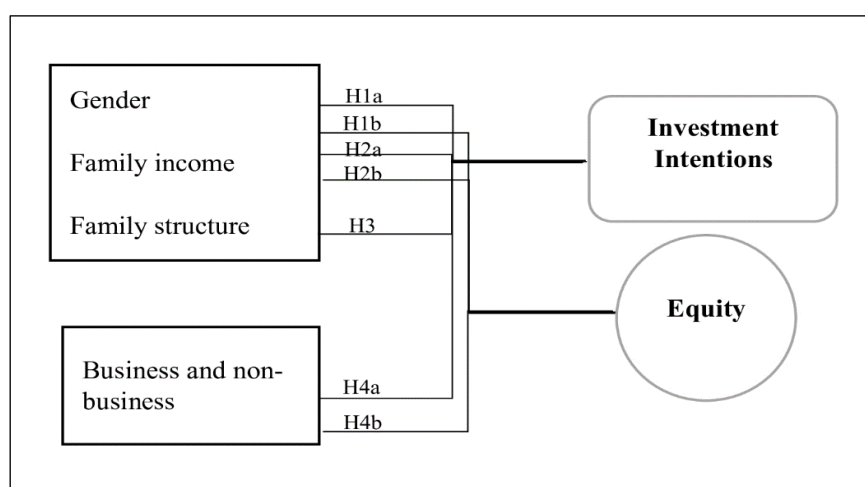 Gender
H1a
H1b
Family income
H2a
H2b
Family structure
H3
Investment
Intentions
Equity
Business and non-
business
H4a
H4b